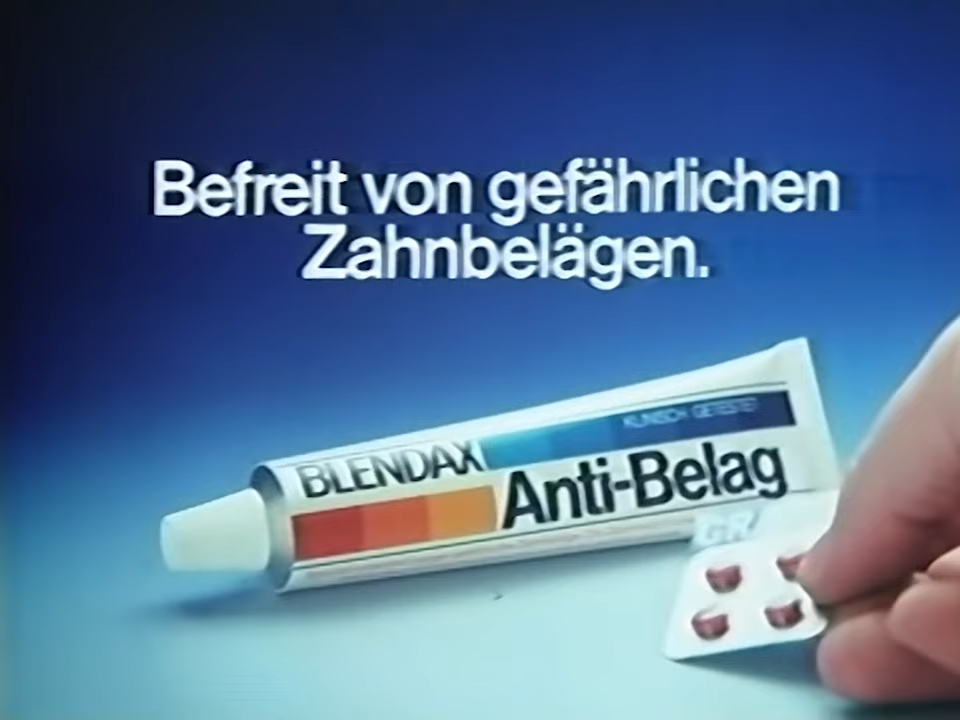 Befreit von gefährlichen
Zahnbelägen.
BLENDAX
KLINISCH GETESTET
Anti-Belag